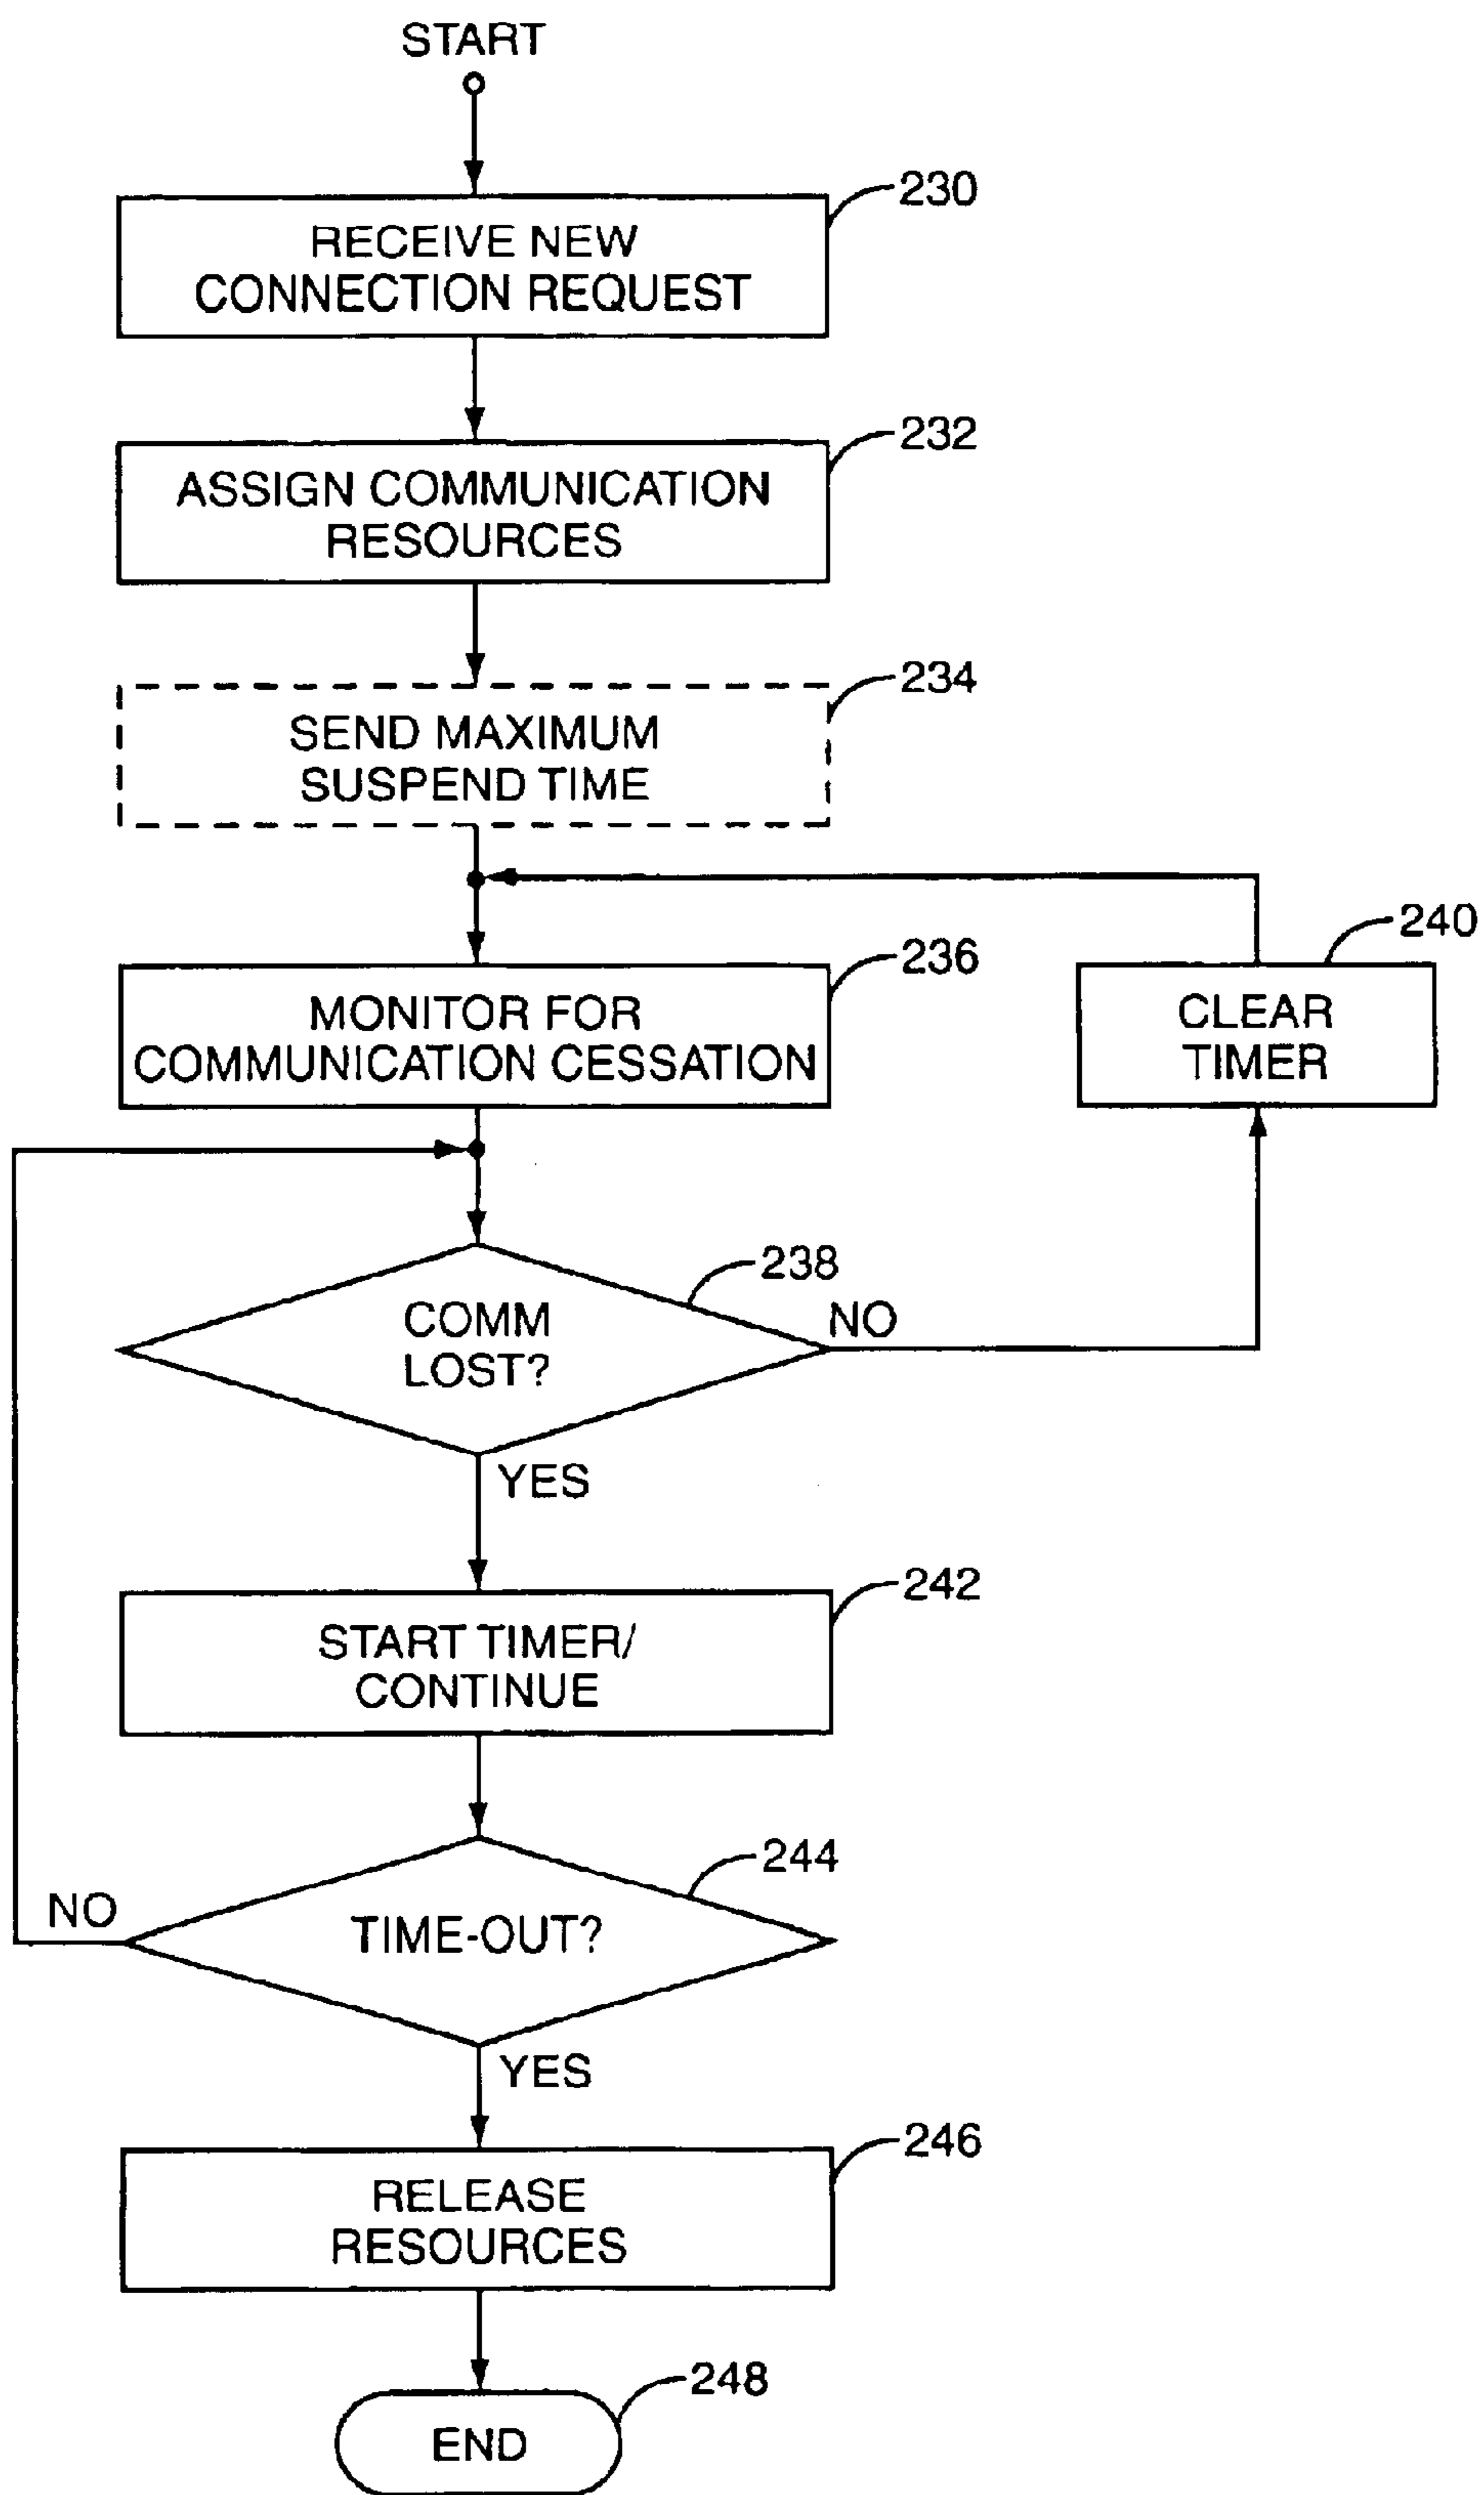 START
230
RECEIVE NEW
CONNECTION REQUEST
232
ASSIGN COMMUNICATION
RESOURCES
234
SEND MAXIMUM
SUSPEND TIME
236
MONITOR FOR
COMMUNICATION CESSATION
240
CLEAR
TIMER
238
COMM
LOST?
NO
YES
242
START TIMER/
CONTINUE
244
TIME-OUT?
NO
YES
246
RELEASE
RESOURCES
248
END